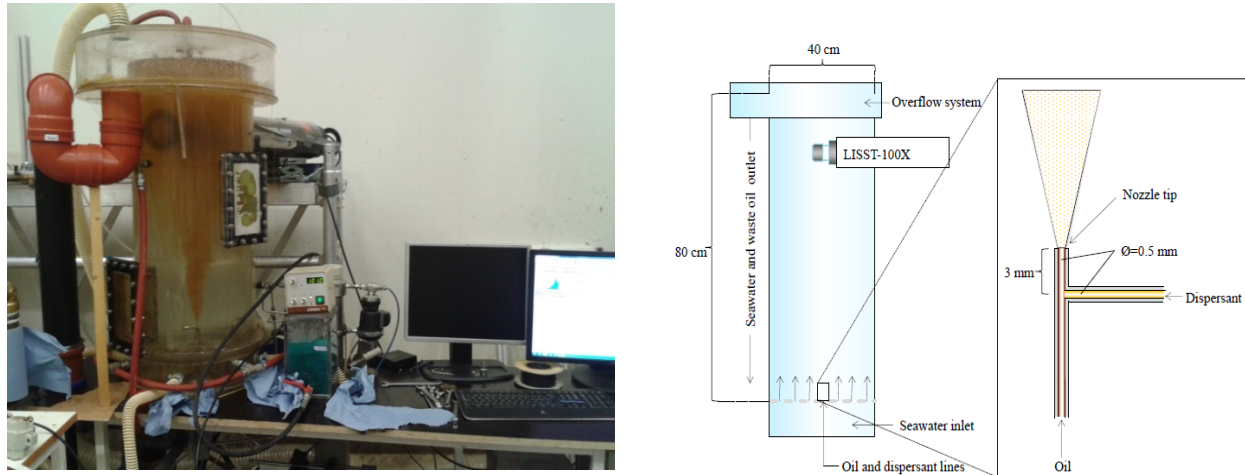 40 cm
Overflow system
LISST-100X
Seawater and waste oil outlet
80 cm
Nozzle tip
Ø=0.5 mm
3 mm
Dispersant
Seawater inlet
Oil and dispersant lines
Oil